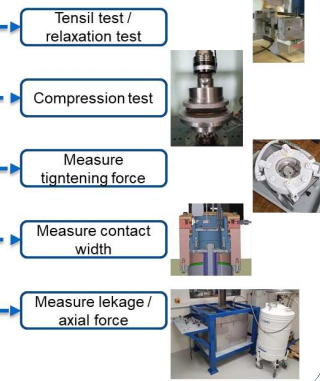 Tensil test /
relaxation test
Compression test
Measure
tigntening force
Measure contact
width
Measure lekage /
axial force